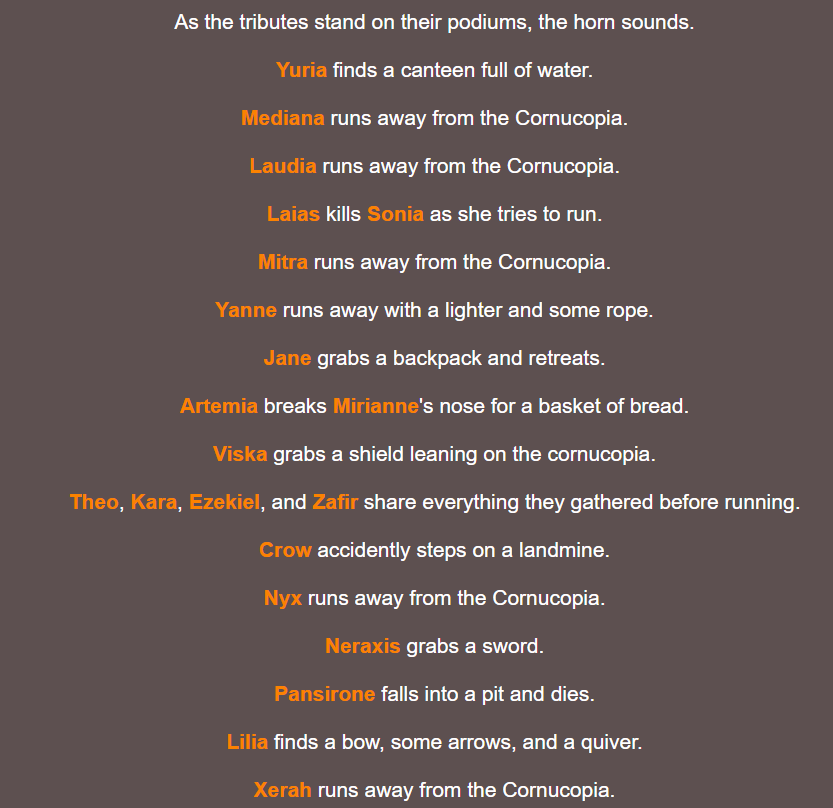 As the tributes stand on their podiums, the horn sounds.
Yuria finds a canteen full of water.
Mediana runs away from the Cornucopia.
Laudia runs away from the Cornucopia.
Laias kills Sonia as she tries to run.
Mitra runs away from the Cornucopia.
Yanne runs away with a lighter and some rope.
Jane grabs a backpack and retreats.
Artemia breaks Mirianne's nose for a basket of bread.
Viska grabs a shield leaning on the cornucopia.
Theo, Kara, Ezekiel, and Zafir share everything they gathered before running.
Crow accidently steps on a landmine.
Nyx runs away from the Cornucopia.
Neraxis grabs a sword.
Pansirone falls into a pit and dies.
Lilia finds a bow, some arrows, and a quiver.
Xerah runs away from the Cornucopia.